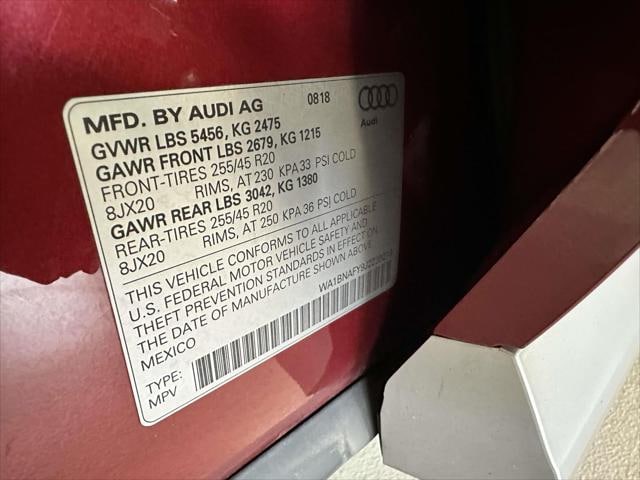 MFD. BY AUDI AG 0818
Audi
GVWR LBS 5456, KG 2475
GAWR FRONT LBS 2679, KG 1215
FRONT-TIRES 255/45 R20
8JX20 RIMS, AT 230 KPA 33 PSI COLD
GAWR REAR LBS 3042, KG 1380
REAR-TIRES 255/45 R20
8JX20 RIMS, AT 250 KPA 36 PSI COLD
THIS VEHICLE CONFORMS TO ALL APPLICABLE
U.S. FEDERAL MOTOR VEHICLE SAFETY AND
THEFT PREVENTION STANDARDS IN EFFECT ON
THE DATE OF MANUFACTURE SHOWN ABOVE.
MEXICO
TYPE:
MPV